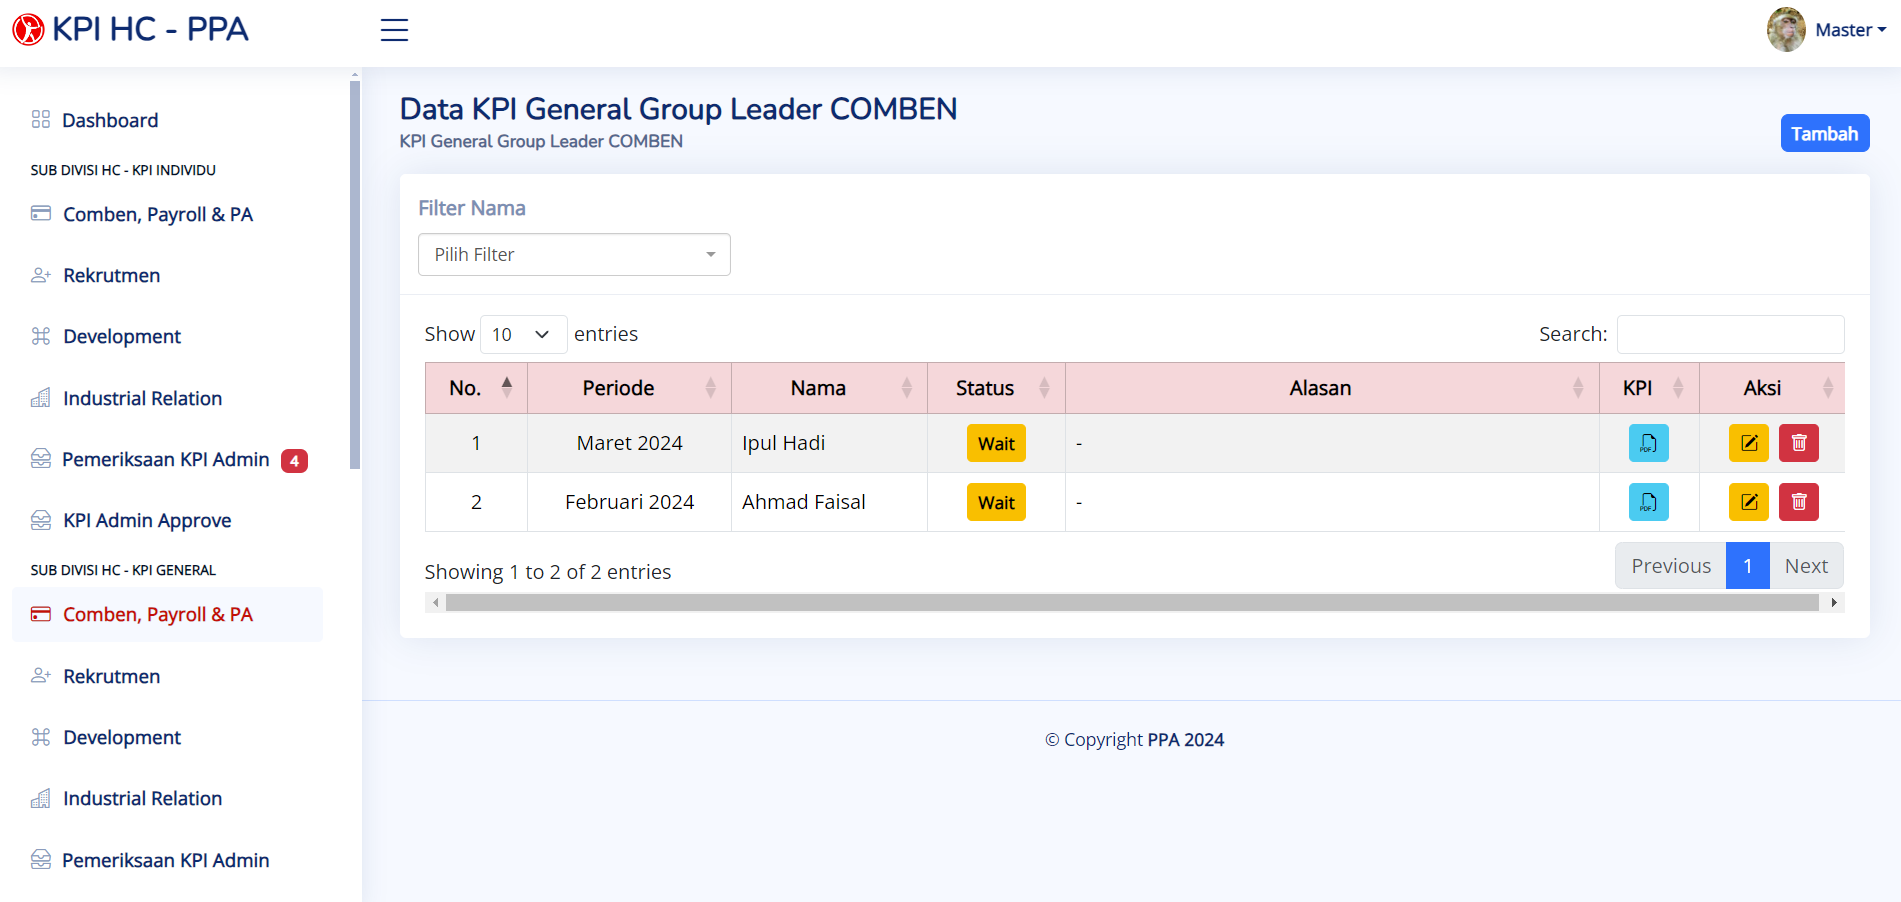 KPI HC - PPA
Master
Dashboard
SUB DIVISI HC - KPI INDIVIDU
Comben, Payroll & PA
Rekrutmen
Development
Industrial Relation
Pemeriksaan KPI Admin 4
KPI Admin Approve
SUB DIVISI HC - KPI GENERAL
Comben, Payroll & PA
Rekrutmen
Development
Industrial Relation
Pemeriksaan KPI Admin
Data KPI General Group Leader COMBEN
KPI General Group Leader COMBEN
Tambah
Filter Nama
Pilih Filter
Show 10 entries
Search:
No. Periode Nama Status Alasan KPI Aksi
1 Maret 2024 Ipul Hadi Wait - PDF
2 Februari 2024 Ahmad Faisal Wait - PDF
Showing 1 to 2 of 2 entries
Previous 1 Next
© Copyright PPA 2024